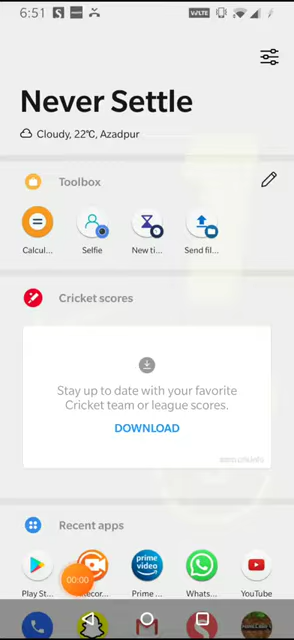 6:51
VoLTE
Never Settle
Cloudy, 22℃, Azadpur
Toolbox
Calcul...
Selfie
New ti...
Send fil...
Cricket scores
Stay up to date with your favorite
Cricket team or league scores.
DOWNLOAD
Recent apps
prime video
Play St...
Recor...
Prime ...
Whats...
YouTube
00:00